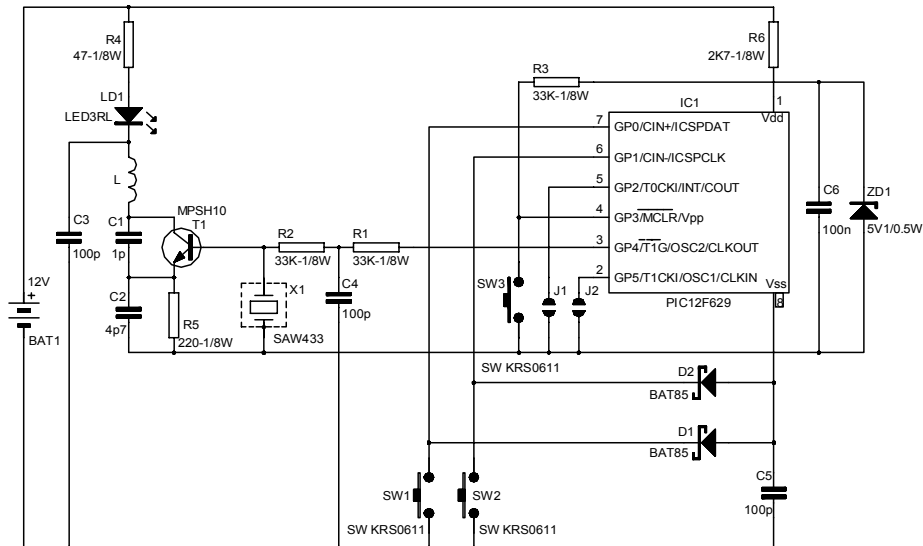 R4
47-1/8W
LD1
LED3RL
L
C3
100p
C1
1p
MPSH10
T1
C2
4p7
R5
220-1/8W
12V
+
BAT1
R2
33K-1/8W
R1
33K-1/8W
X1
SAW433
C4
100p
R3
33K-1/8W
R6
2K7-1/8W
IC1
1
Vdd
7
GP0/CIN+/ICSPDAT
6
GP1/CIN-/ICSPCLK
5
GP2/T0CKI/INT/COUT
4
GP3/MCLR/Vpp
3
GP4/T1G/OSC2/CLKOUT
2
GP5/T1CKI/OSC1/CLKIN
Vss
8
PIC12F629
SW3
J1
J2
SW KRS0611
C6
100n
ZD1
5V1/0.5W
D2
BAT85
D1
BAT85
SW1
SW2
SW KRS0611
SW KRS0611
C5
100p